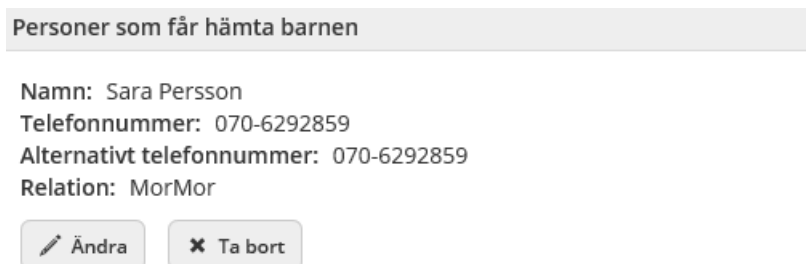 Personer som får hämta barnen
Namn: Sara Persson
Telefonnummer: 070-6292859
Alternativt telefonnummer: 070-6292859
Relation: MorMor
Ändra Ta bort